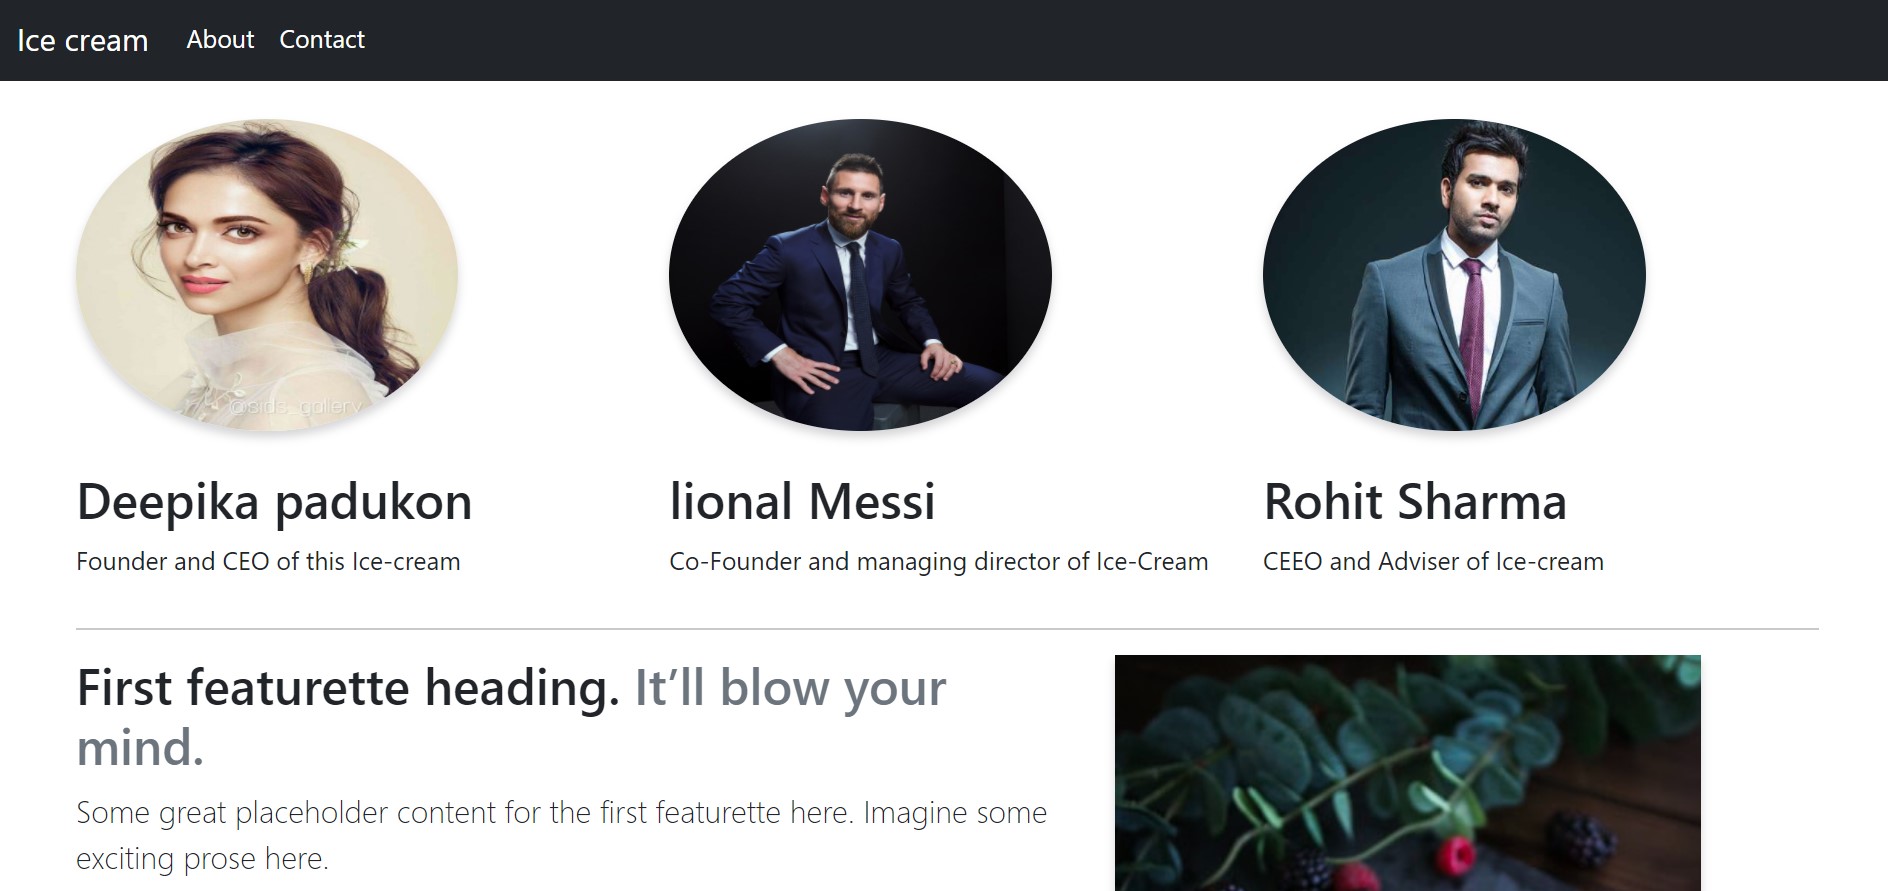 Ice cream About Contact
@sids_gallery
Deepika padukon
Founder and CEO of this Ice-cream
lional Messi
Co-Founder and managing director of Ice-Cream
Rohit Sharma
CEEO and Adviser of Ice-cream
First featurette heading. It’ll blow your
mind.
Some great placeholder content for the first featurette here. Imagine some
exciting prose here.